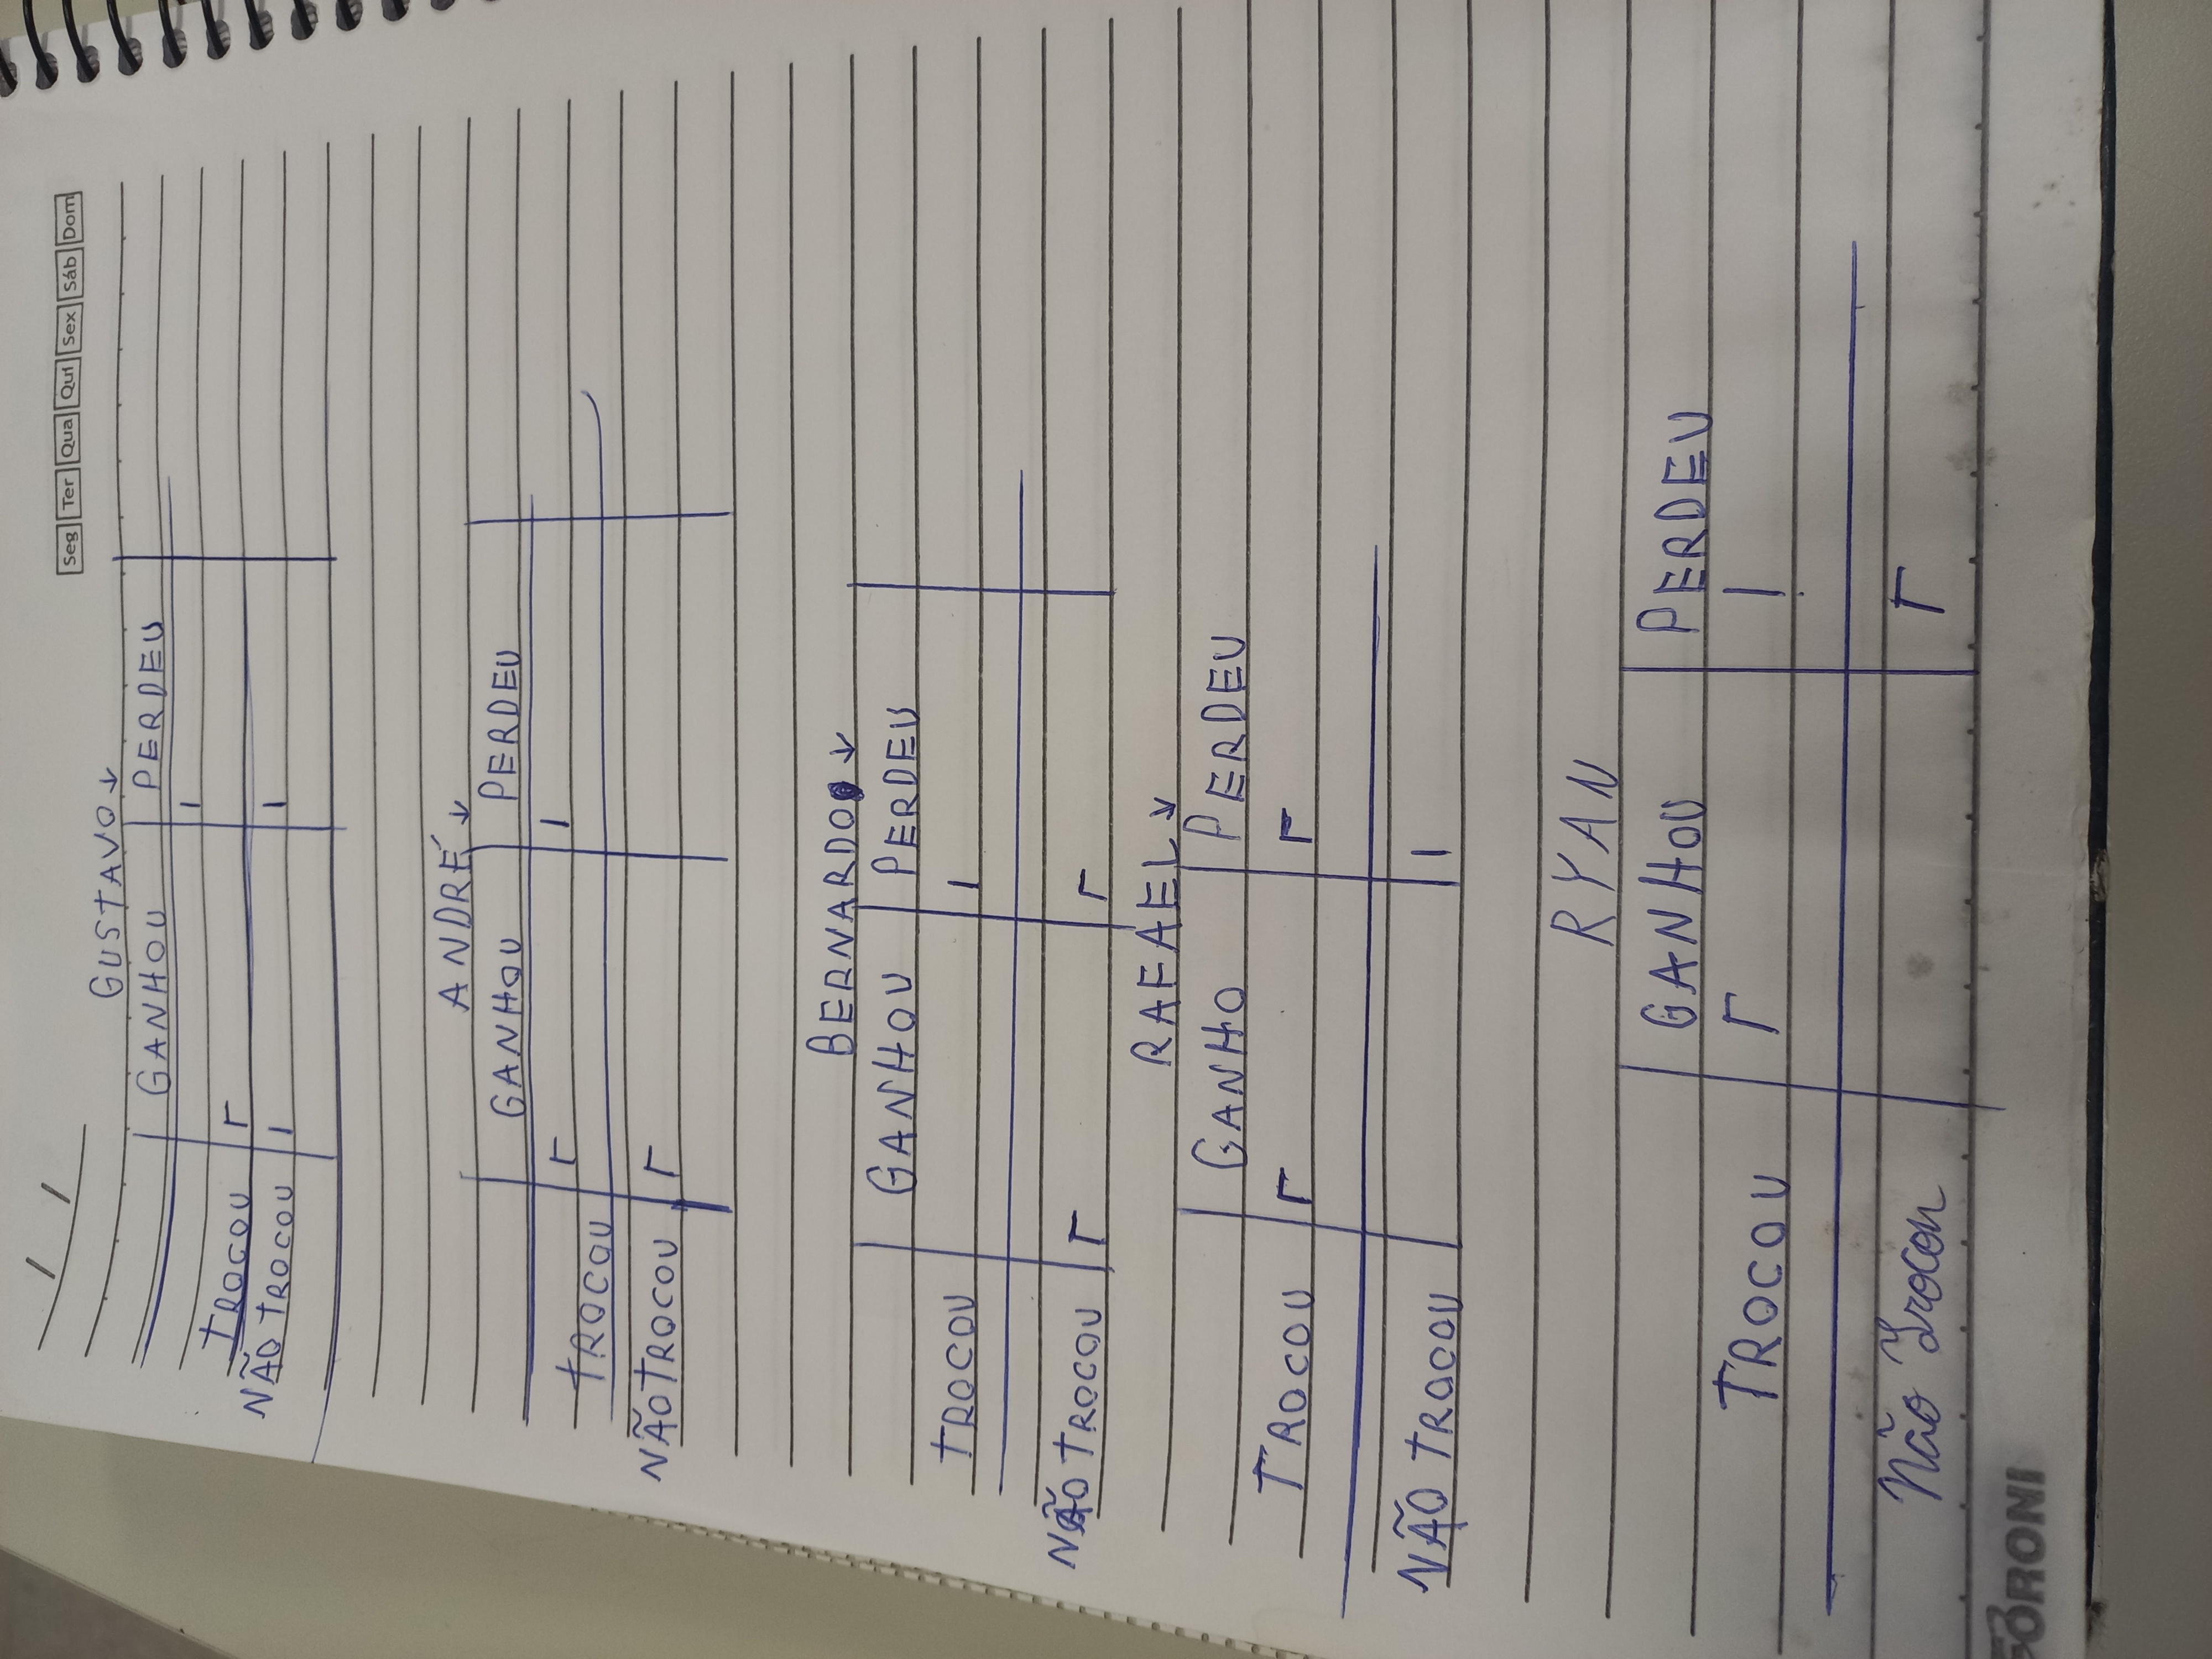 Seg Ter Qua Qui Sex Sáb Dom
GUSTAVO ↓
GANHOU PERDEU
TROCOU
NÃO TROCOU
ANDRÉ ↓
GANHOU PERDEU
TROCOU
NÃO TROCOU
BERNARDO ↓
GANHOU PERDEU
TROCOU
NÃO TROCOU
RAFAEL ↓
GANHO PERDEU
TROCOU
NÃO TROCOU
RYAN
GANHOU PERDEU
TROCOU
Não Trocou
FORONI